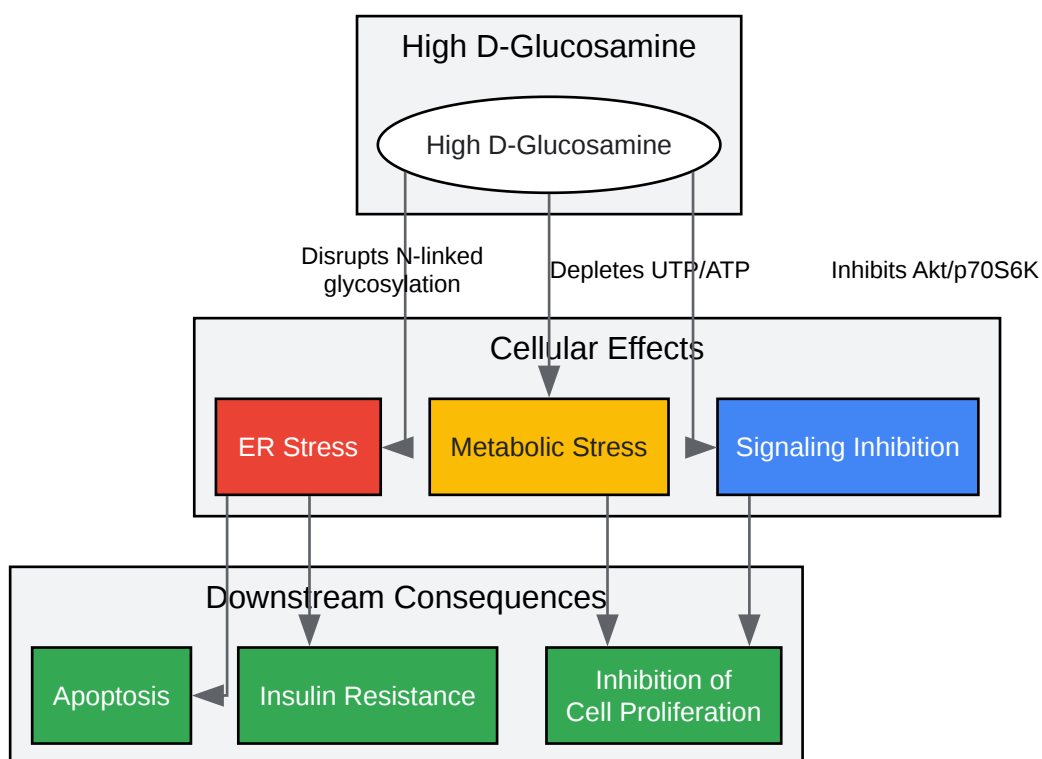 High D-Glucosamine
High D-Glucosamine
Disrupts N-linked
glycosylation
Depletes UTP/ATP
Inhibits Akt/p70S6K
Cellular Effects
ER Stress
Metabolic Stress
Signaling Inhibition
Downstream Consequences
Apoptosis
Insulin Resistance
Inhibition of
Cell Proliferation